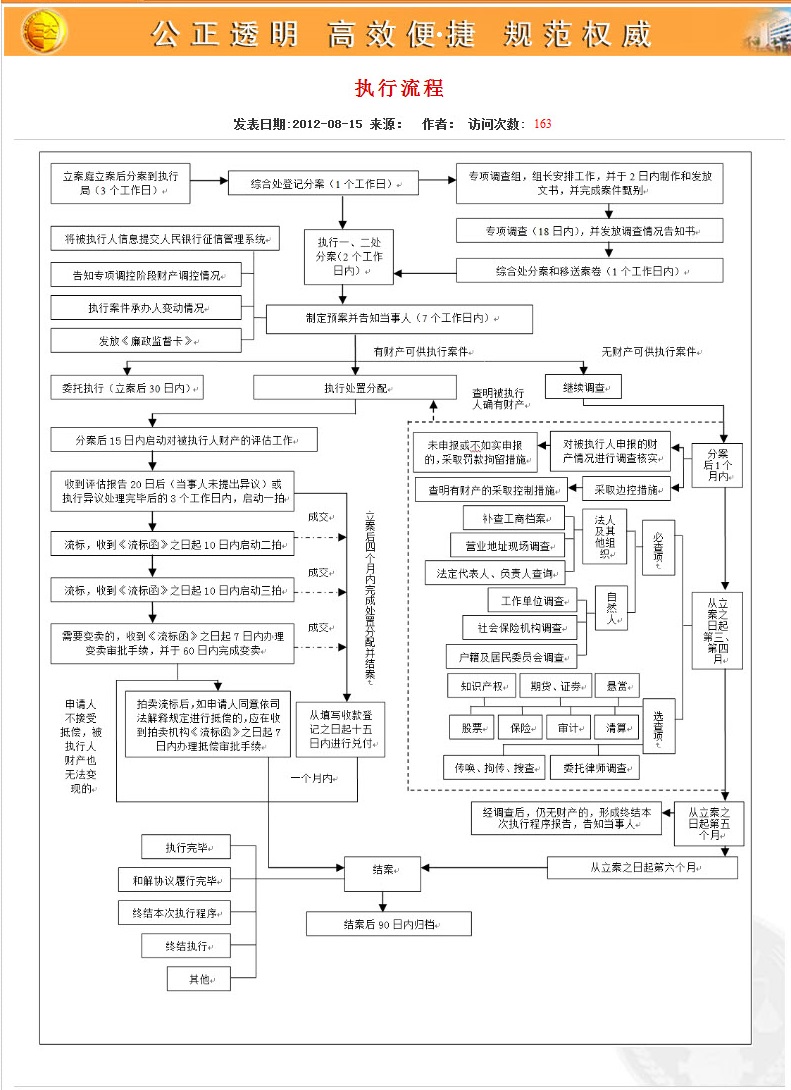 公正透明 高效便·捷 规范权威
执行流程
发表日期:2012-08-15 来源： 作者： 访问次数: 163
立案庭立案后分案到执行
局（3个工作日）
综合处登记分案（1个工作日）
专项调查组，组长安排工作，并于2日内制作和发放
文书，并完成案件甄别
将被执行人信息提交人民银行征信管理系统
执行一、二处
分案(2个工作
日内)
专项调查（18日内），并发放调查情况告知书
告知专项调控阶段财产调控情况
综合处分案和移送案卷（1个工作日内）
执行案件承办人变动情况
制定预案并告知当事人（7个工作日内）
发放《廉政监督卡》
有财产可供执行案件
无财产可供执行案件
委托执行（立案后30日内）
执行处置分配
继续调查
查明被执行
人确有财产
分案后15日内启动对被执行人财产的评估工作
未申报或不如实申报
的，采取罚款拘留措施
对被执行人申报的财
产情况进行调查核实
分案
后1个
月内
收到评估报告20日后（当事人未提出异议）或
执行异议处理完毕后的3个工作日内，启动一拍
查明有财产的采取控制措施
采取边控措施
成交
立案后四个月内完成处置分配并结案
流标，收到《流标函》之日起10日内启动二拍
补查工商档案
营业地址现场调查
法定代表人、负责人查询
法人
及其
他组
织
必查项
成交
流标，收到《流标函》之日起10日内启动三拍
工作单位调查
社会保险机构调查
户籍及居民委员会调查
自然人
从立
案之
日起
第三、
第四
月
成交
需要变卖的，收到《流标函》之日起7日内办理
变卖审批手续，并于60日内完成变卖
知识产权
期货、证券
悬赏
选查项
股票
保险
审计
清算
传唤、拘传、搜查
委托律师调查
申请人
不接受
抵偿，被
执行人
财产也
无法变
现的
拍卖流标后，如申请人同意依司
法解释规定进行抵偿的，应在收
到拍卖机构《流标函》之日起7
日内办理抵偿审批手续
从填写收款登
记之日起十五
日内进行兑付
一个月内
经调查后，仍无财产的，形成终结本
次执行程序报告，告知当事人
从立案之
日起第五
个月
执行完毕
和解协议履行完毕
终结本次执行程序
终结执行
其他
结案
从立案之日起第六个月
结案后90日内归档